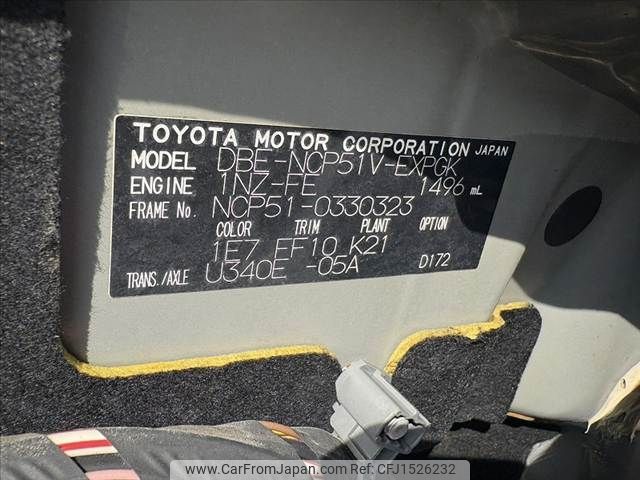 TOYOTA MOTOR CORPORATION JAPAN
MODEL DBE-NCP51V-EXPGK
ENGINE 1NZ-FE 1496 mL
FRAME No. NCP51-0330323
COLOR TRIM PLANT OPTION
1E7 FF10 K21
TRANS./AXLE U340E -05A D172
www.CarFromJapan.com - CFJ1526232